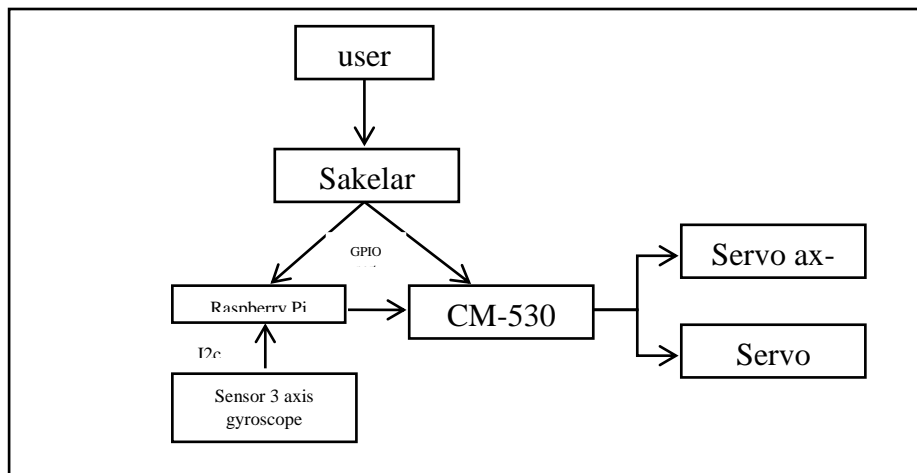 user
Sakelar
GPIO
Servo ax-
Raspberry Pi
CM-530
I2c
Servo
Sensor 3 axis
gyroscope